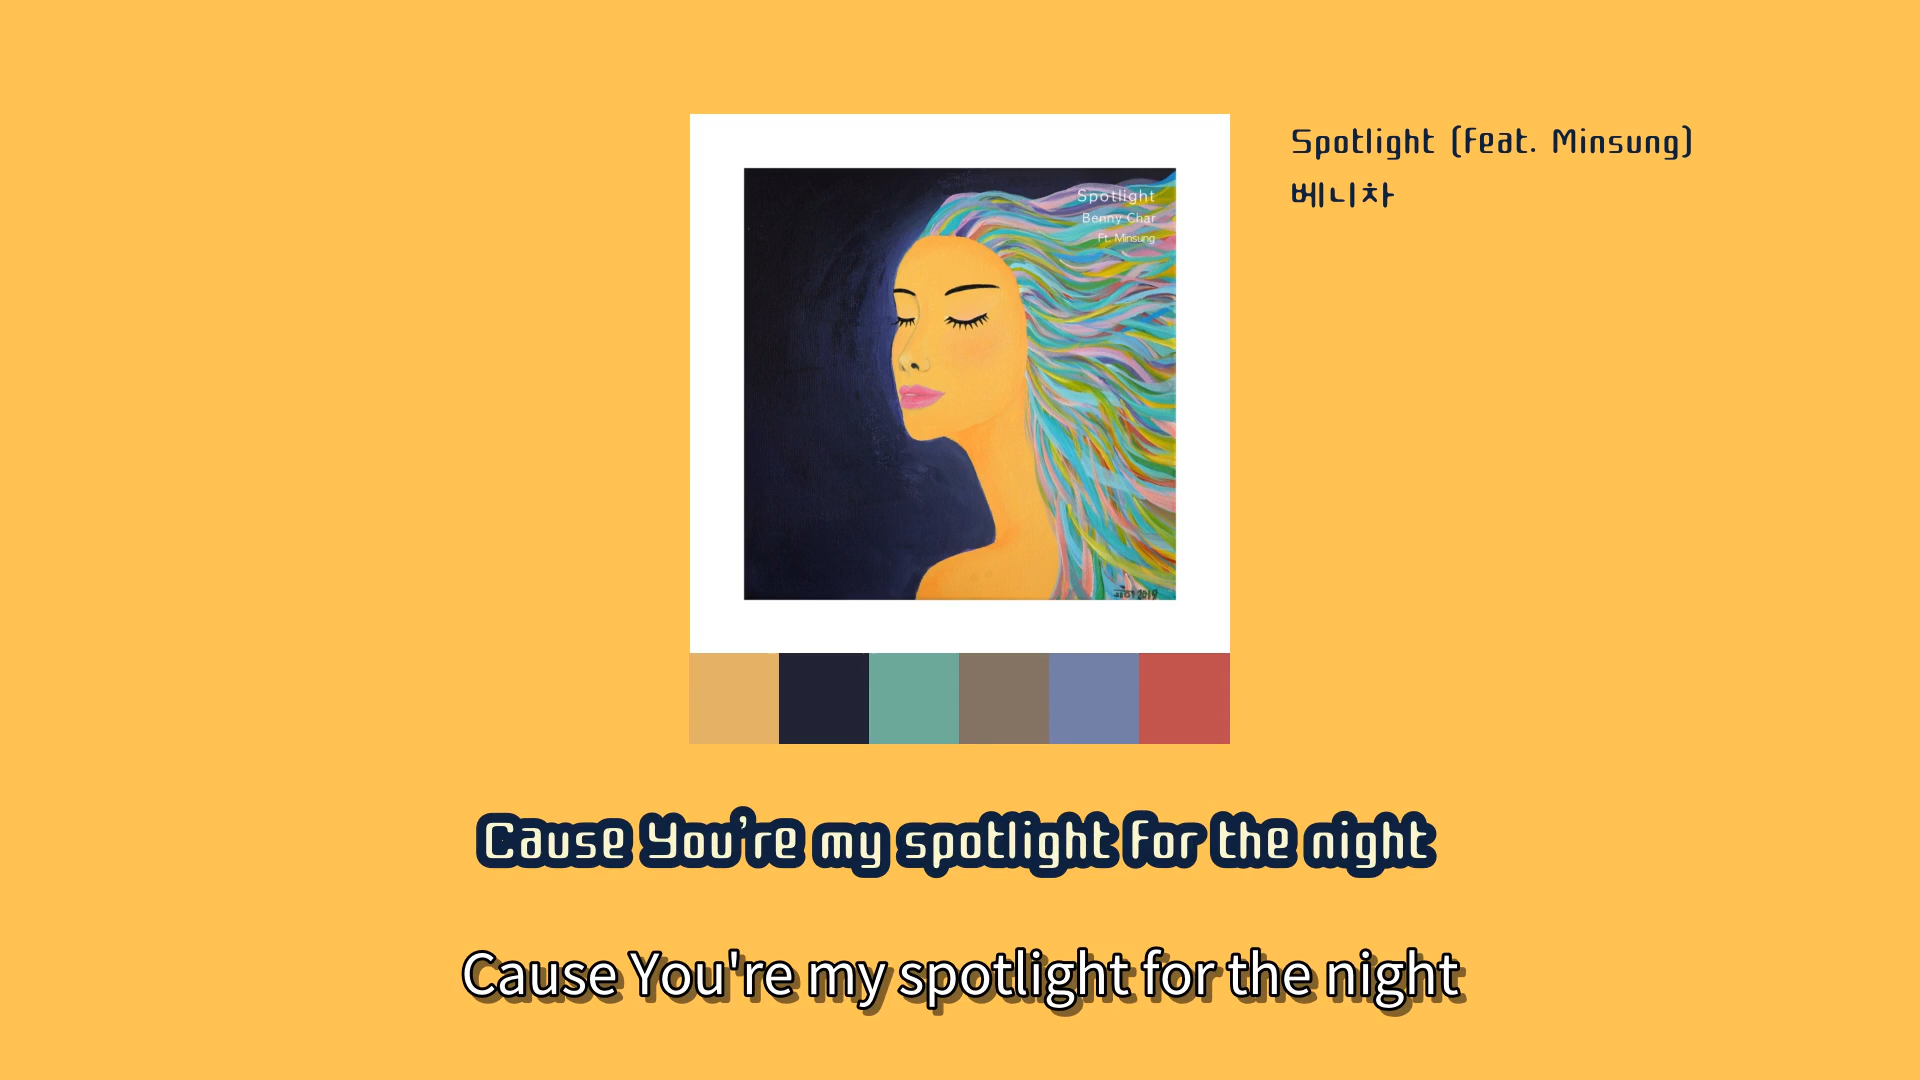 Spotlight (Feat. Minsung)
베니차
Spotlight
Benny Char
Ft. Minsung
2019
Cause You're my spotlight for the night
Cause You're my spotlight for the night